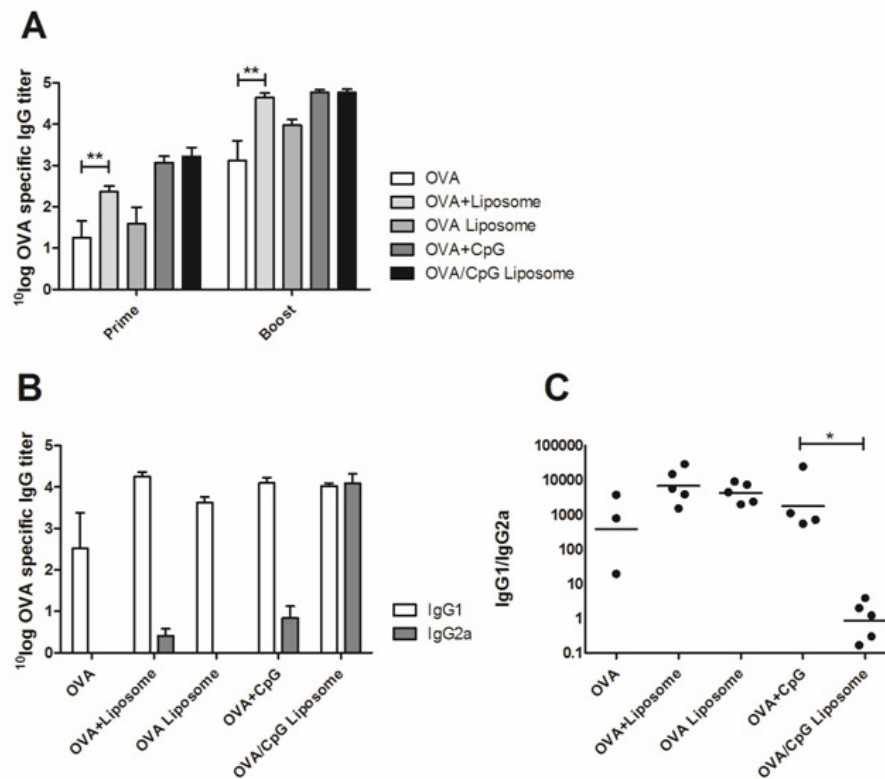 A
¹⁰log OVA specific IgG titer
5
4
3
2
1
0
**
**
Prime
Boost
OVA
OVA+Liposome
OVA Liposome
OVA+CpG
OVA/CpG Liposome
B
¹⁰log OVA specific IgG titer
5
4
3
2
1
0
OVA
OVA+Liposome
OVA Liposome
OVA+CpG
OVA/CpG Liposome
IgG1
IgG2a
C
IgG1/IgG2a
100000
10000
1000
100
10
1
0.1
*
OVA
OVA+Liposome
OVA Liposome
OVA+CpG
OVA/CpG Liposome